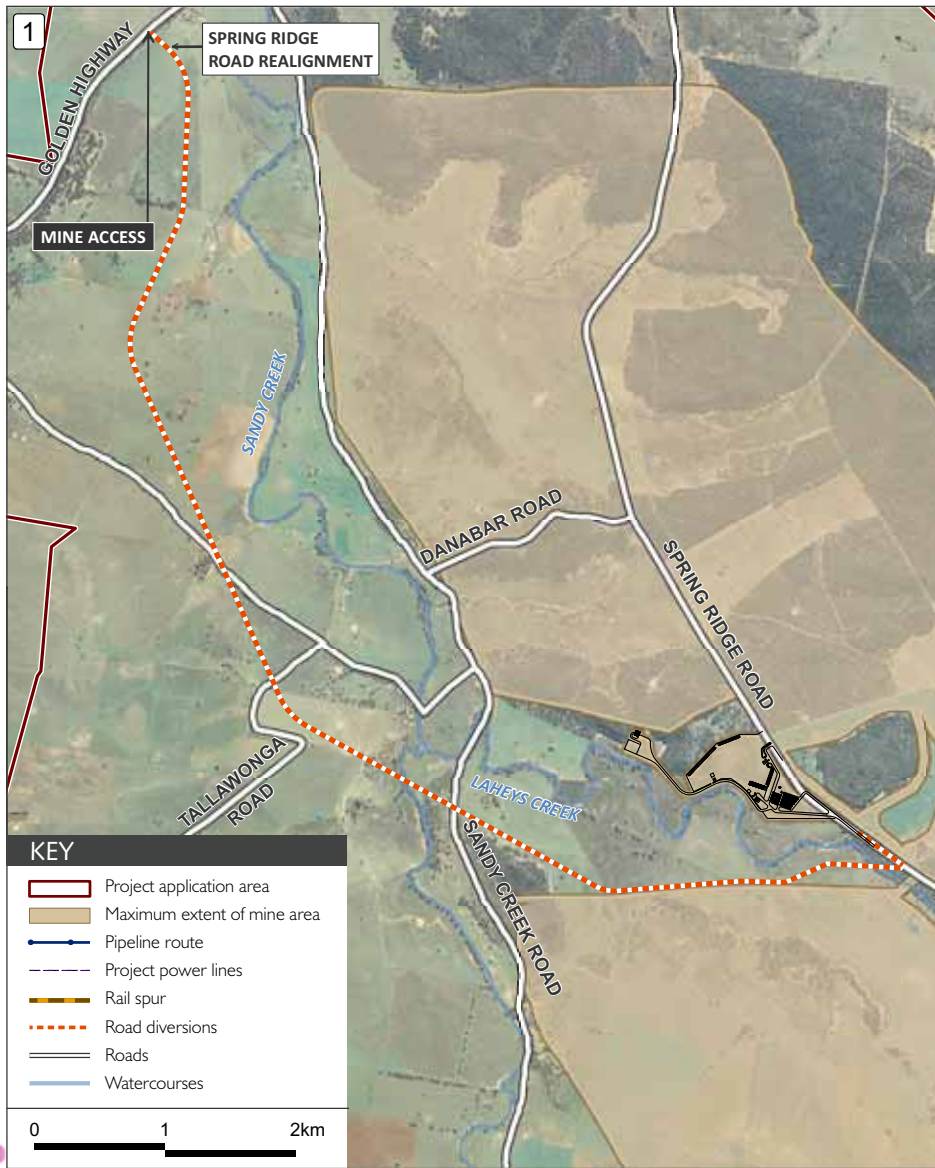 1
SPRING RIDGE
ROAD REALIGNMENT
GOLDEN HIGHWAY
MINE ACCESS
SANDY CREEK
DANABAR ROAD
SPRING RIDGE ROAD
TALLAWONGA
ROAD
LAHEYS CREEK
SANDY CREEK ROAD
KEY
Project application area
Maximum extent of mine area
Pipeline route
Project power lines
Rail spur
Road diversions
Roads
Watercourses
0 1 2km